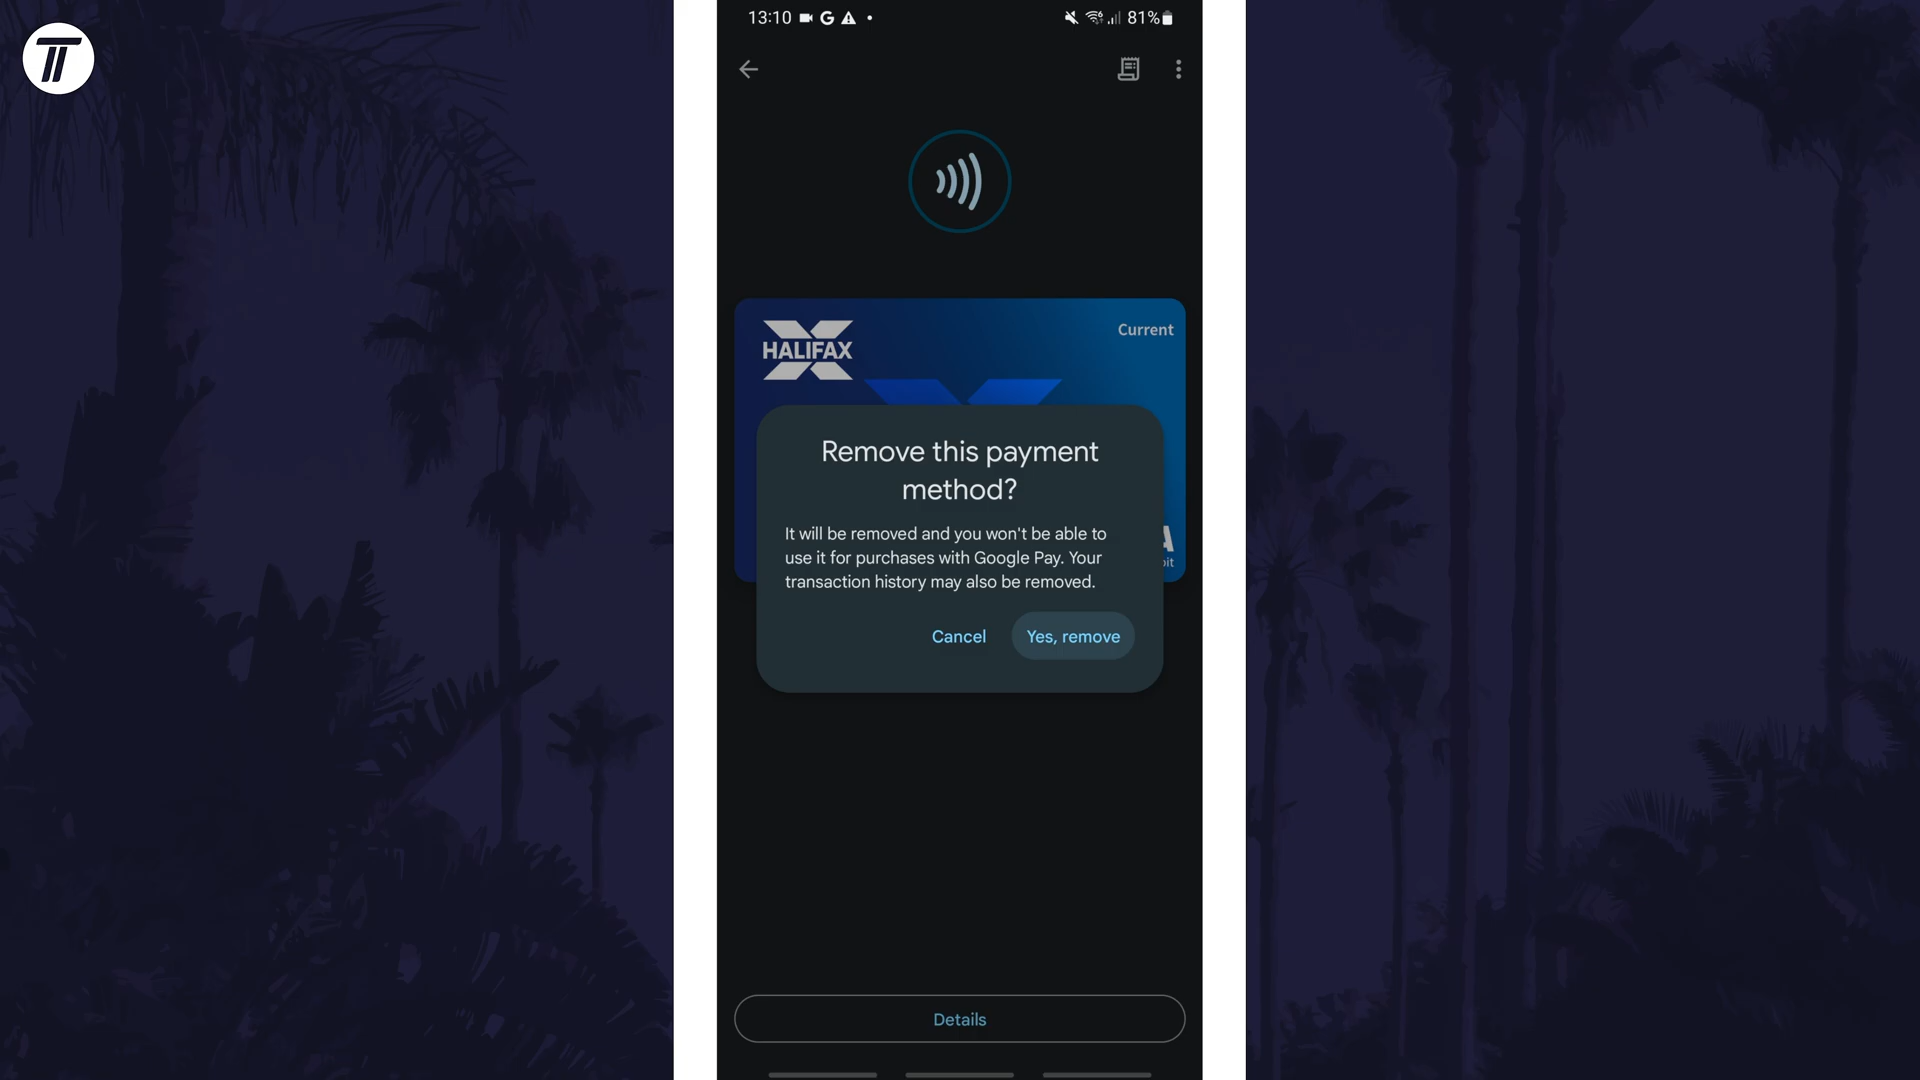 13:10
81%
HALIFAX
Current
Remove this payment
method?
It will be removed and you won't be able to
use it for purchases with Google Pay. Your
transaction history may also be removed.
Cancel
Yes, remove
Details